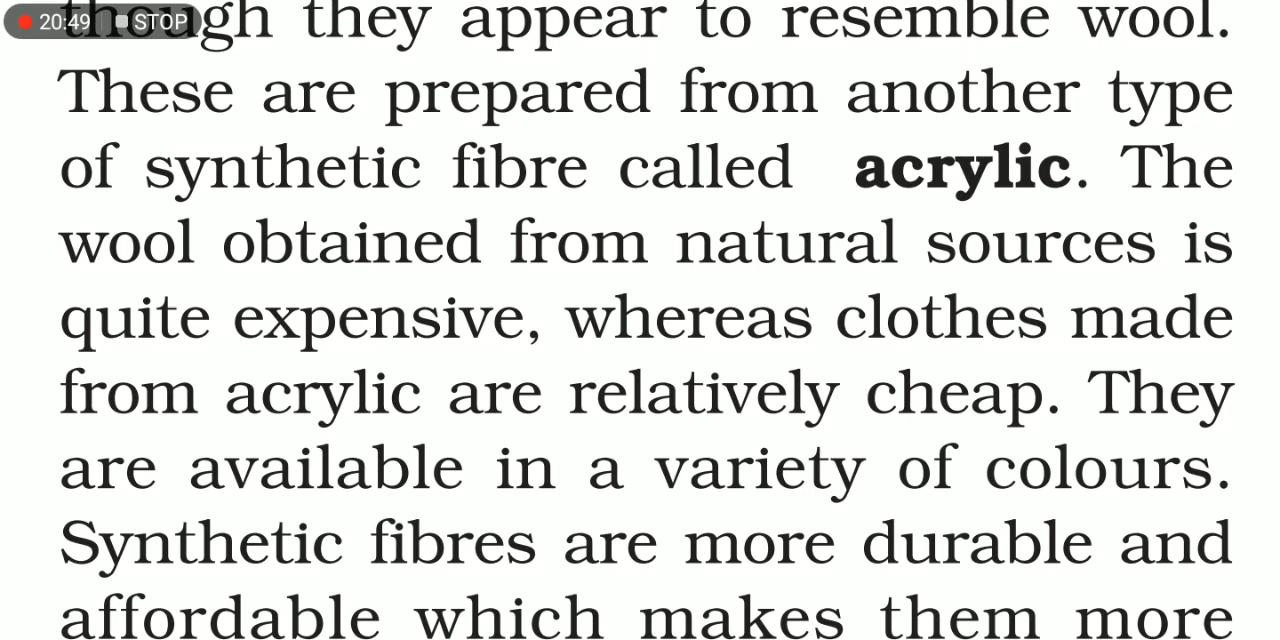 20:49 STOP
though they appear to resemble wool.
These are prepared from another type
of synthetic fibre called acrylic. The
wool obtained from natural sources is
quite expensive, whereas clothes made
from acrylic are relatively cheap. They
are available in a variety of colours.
Synthetic fibres are more durable and
affordable which makes them more